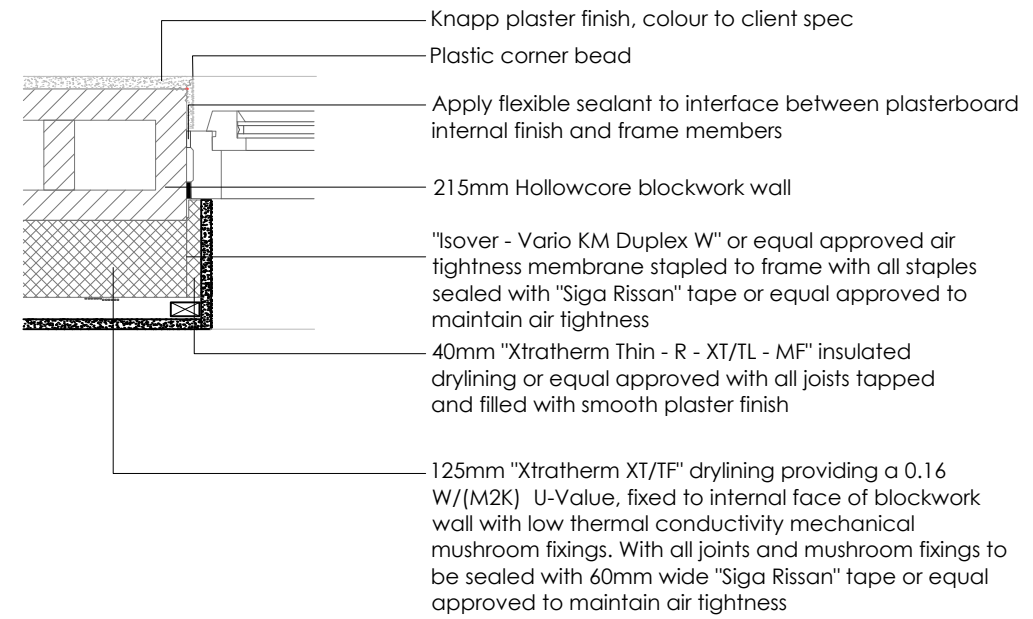 Knapp plaster finish, colour to client spec
Plastic corner bead
Apply flexible sealant to interface between plasterboard
internal finish and frame members
215mm Hollowcore blockwork wall
"Isover - Vario KM Duplex W" or equal approved air
tightness membrane stapled to frame with all staples
sealed with "Siga Rissan" tape or equal approved to
maintain air tightness
40mm "Xtratherm Thin - R - XT/TL - MF" insulated
drylining or equal approved with all joists tapped
and filled with smooth plaster finish
125mm "Xtratherm XT/TF" drylining providing a 0.16
W/(M2K) U-Value, fixed to internal face of blockwork
wall with low thermal conductivity mechanical
mushroom fixings. With all joints and mushroom fixings to
be sealed with 60mm wide "Siga Rissan" tape or equal
approved to maintain air tightness